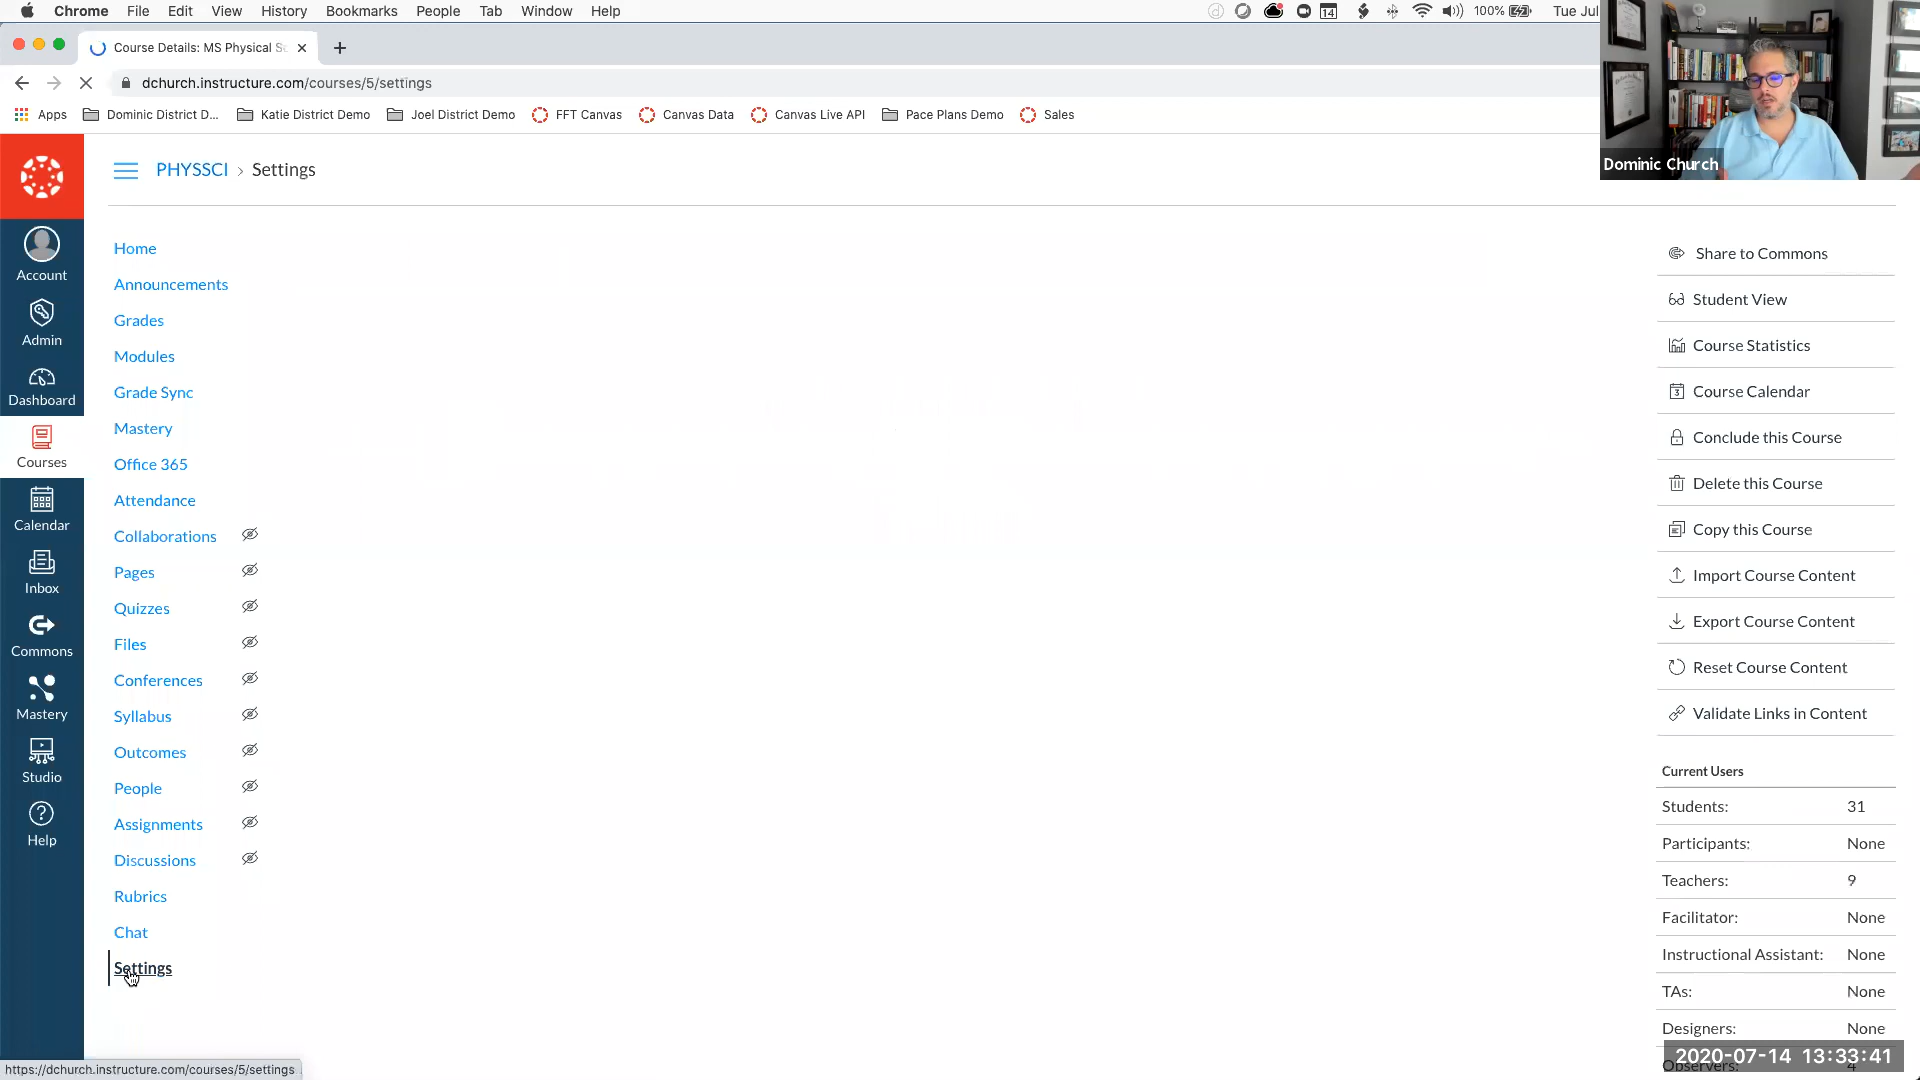 Chrome File Edit View History Bookmarks People Tab Window Help 14 100% Tue Jul
Course Details: MS Physical Sc
dchurch.instructure.com/courses/5/settings
Apps Dominic District D... Katie District Demo Joel District Demo FFT Canvas Canvas Data Canvas Live API Pace Plans Demo Sales
Dominic Church
PHYSSCI > Settings
Account
Admin
Dashboard
Courses
Calendar
Inbox
Commons
Mastery
Studio
Help
Home
Announcements
Grades
Modules
Grade Sync
Mastery
Office 365
Attendance
Collaborations
Pages
Quizzes
Files
Conferences
Syllabus
Outcomes
People
Assignments
Discussions
Rubrics
Chat
Settings
Share to Commons
Student View
Course Statistics
Course Calendar
Conclude this Course
Delete this Course
Copy this Course
Import Course Content
Export Course Content
Reset Course Content
Validate Links in Content
Current Users
Students: 31
Participants: None
Teachers: 9
Facilitator: None
Instructional Assistant: None
TAs: None
Designers: None
Observers: 4
2020-07-14 13:33:41
https://dchurch.instructure.com/courses/5/settings